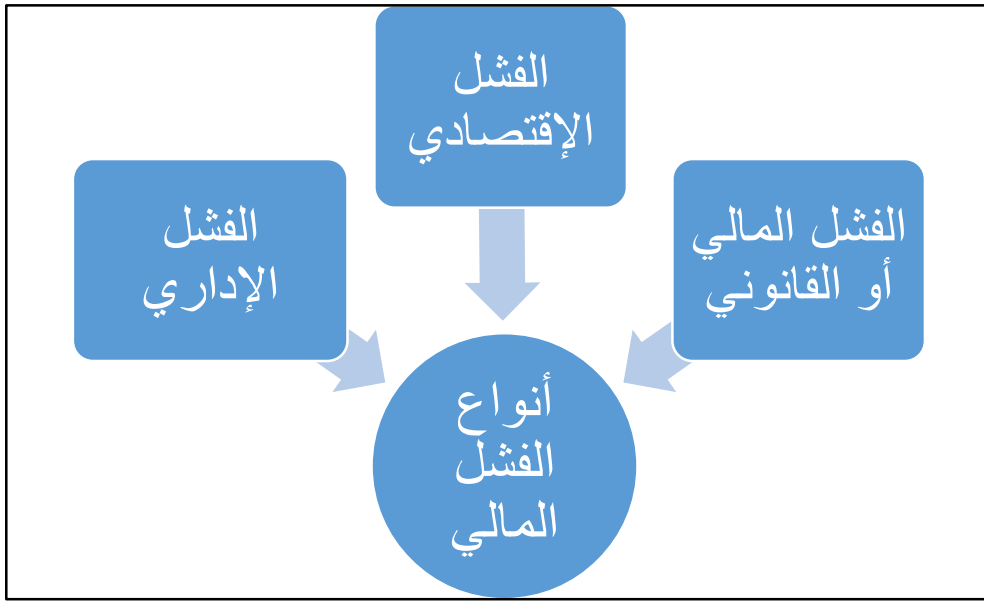 الفشل
الإقتصادي
الفشل المالي
أو القانوني
الفشل
الإداري
أنواع
الفشل
المالي